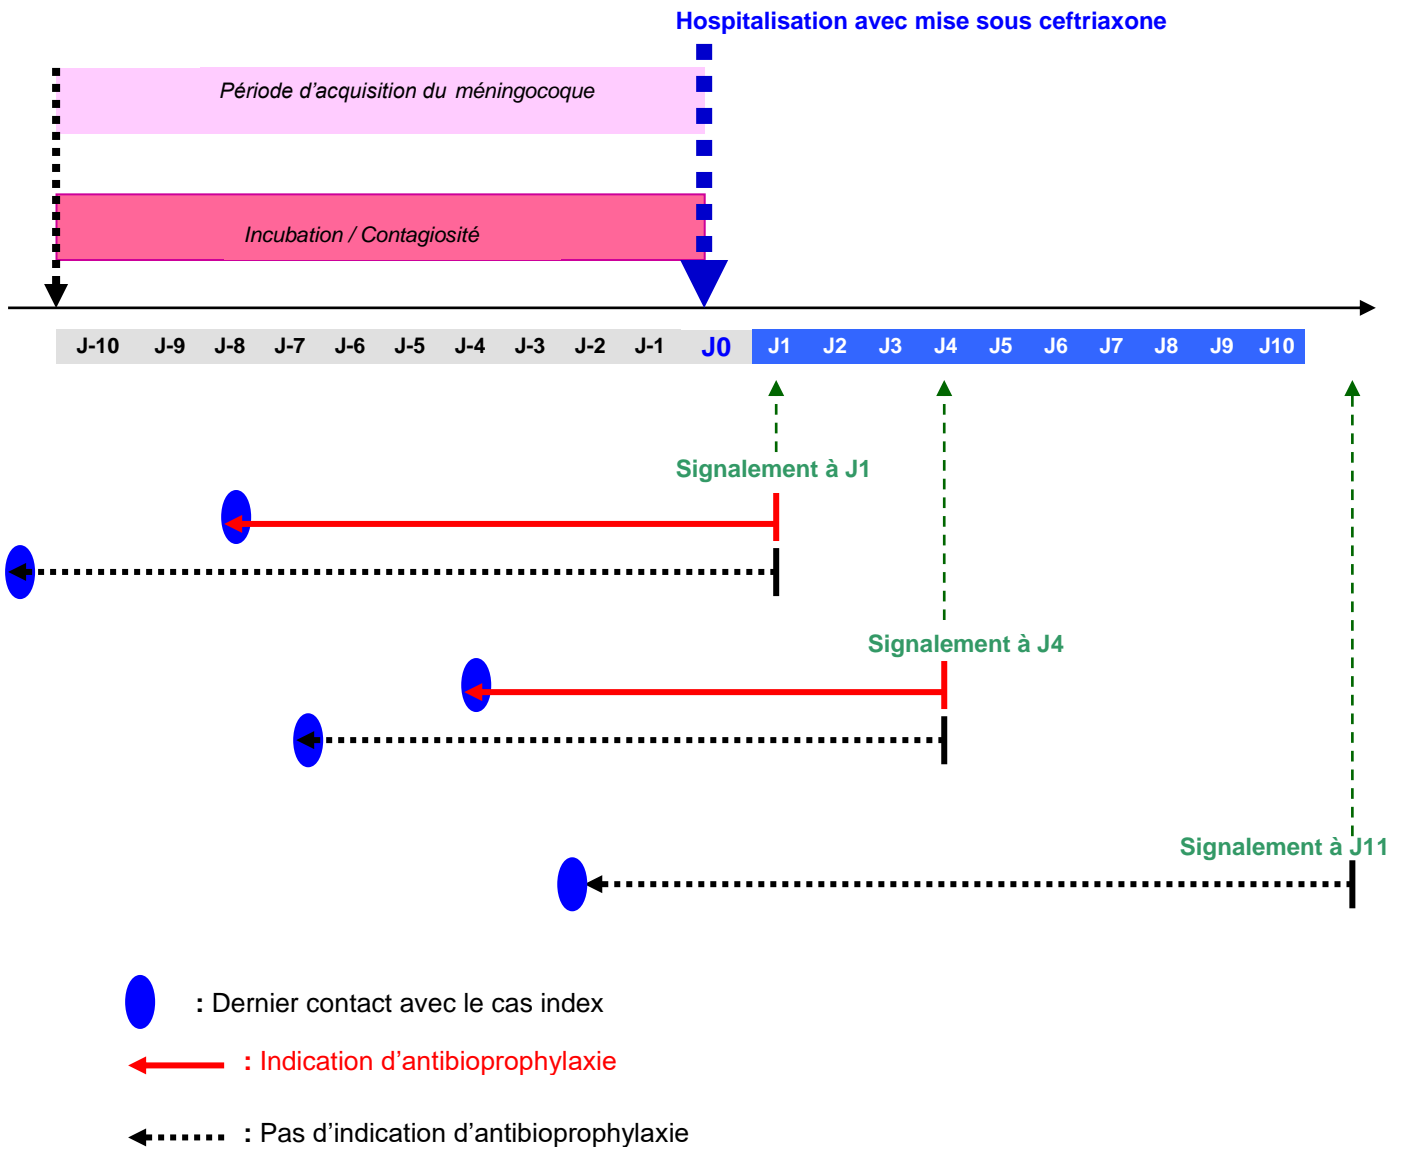 Hospitalisation avec mise sous ceftriaxone
Période d’acquisition du méningocoque
Incubation / Contagiosité
J-10 J-9 J-8 J-7 J-6 J-5 J-4 J-3 J-2 J-1 J0 J1 J2 J3 J4 J5 J6 J7 J8 J9 J10
Signalement à J1
Signalement à J4
Signalement à J11
: Dernier contact avec le cas index
: Indication d’antibioprophylaxie
: Pas d’indication d’antibioprophylaxie